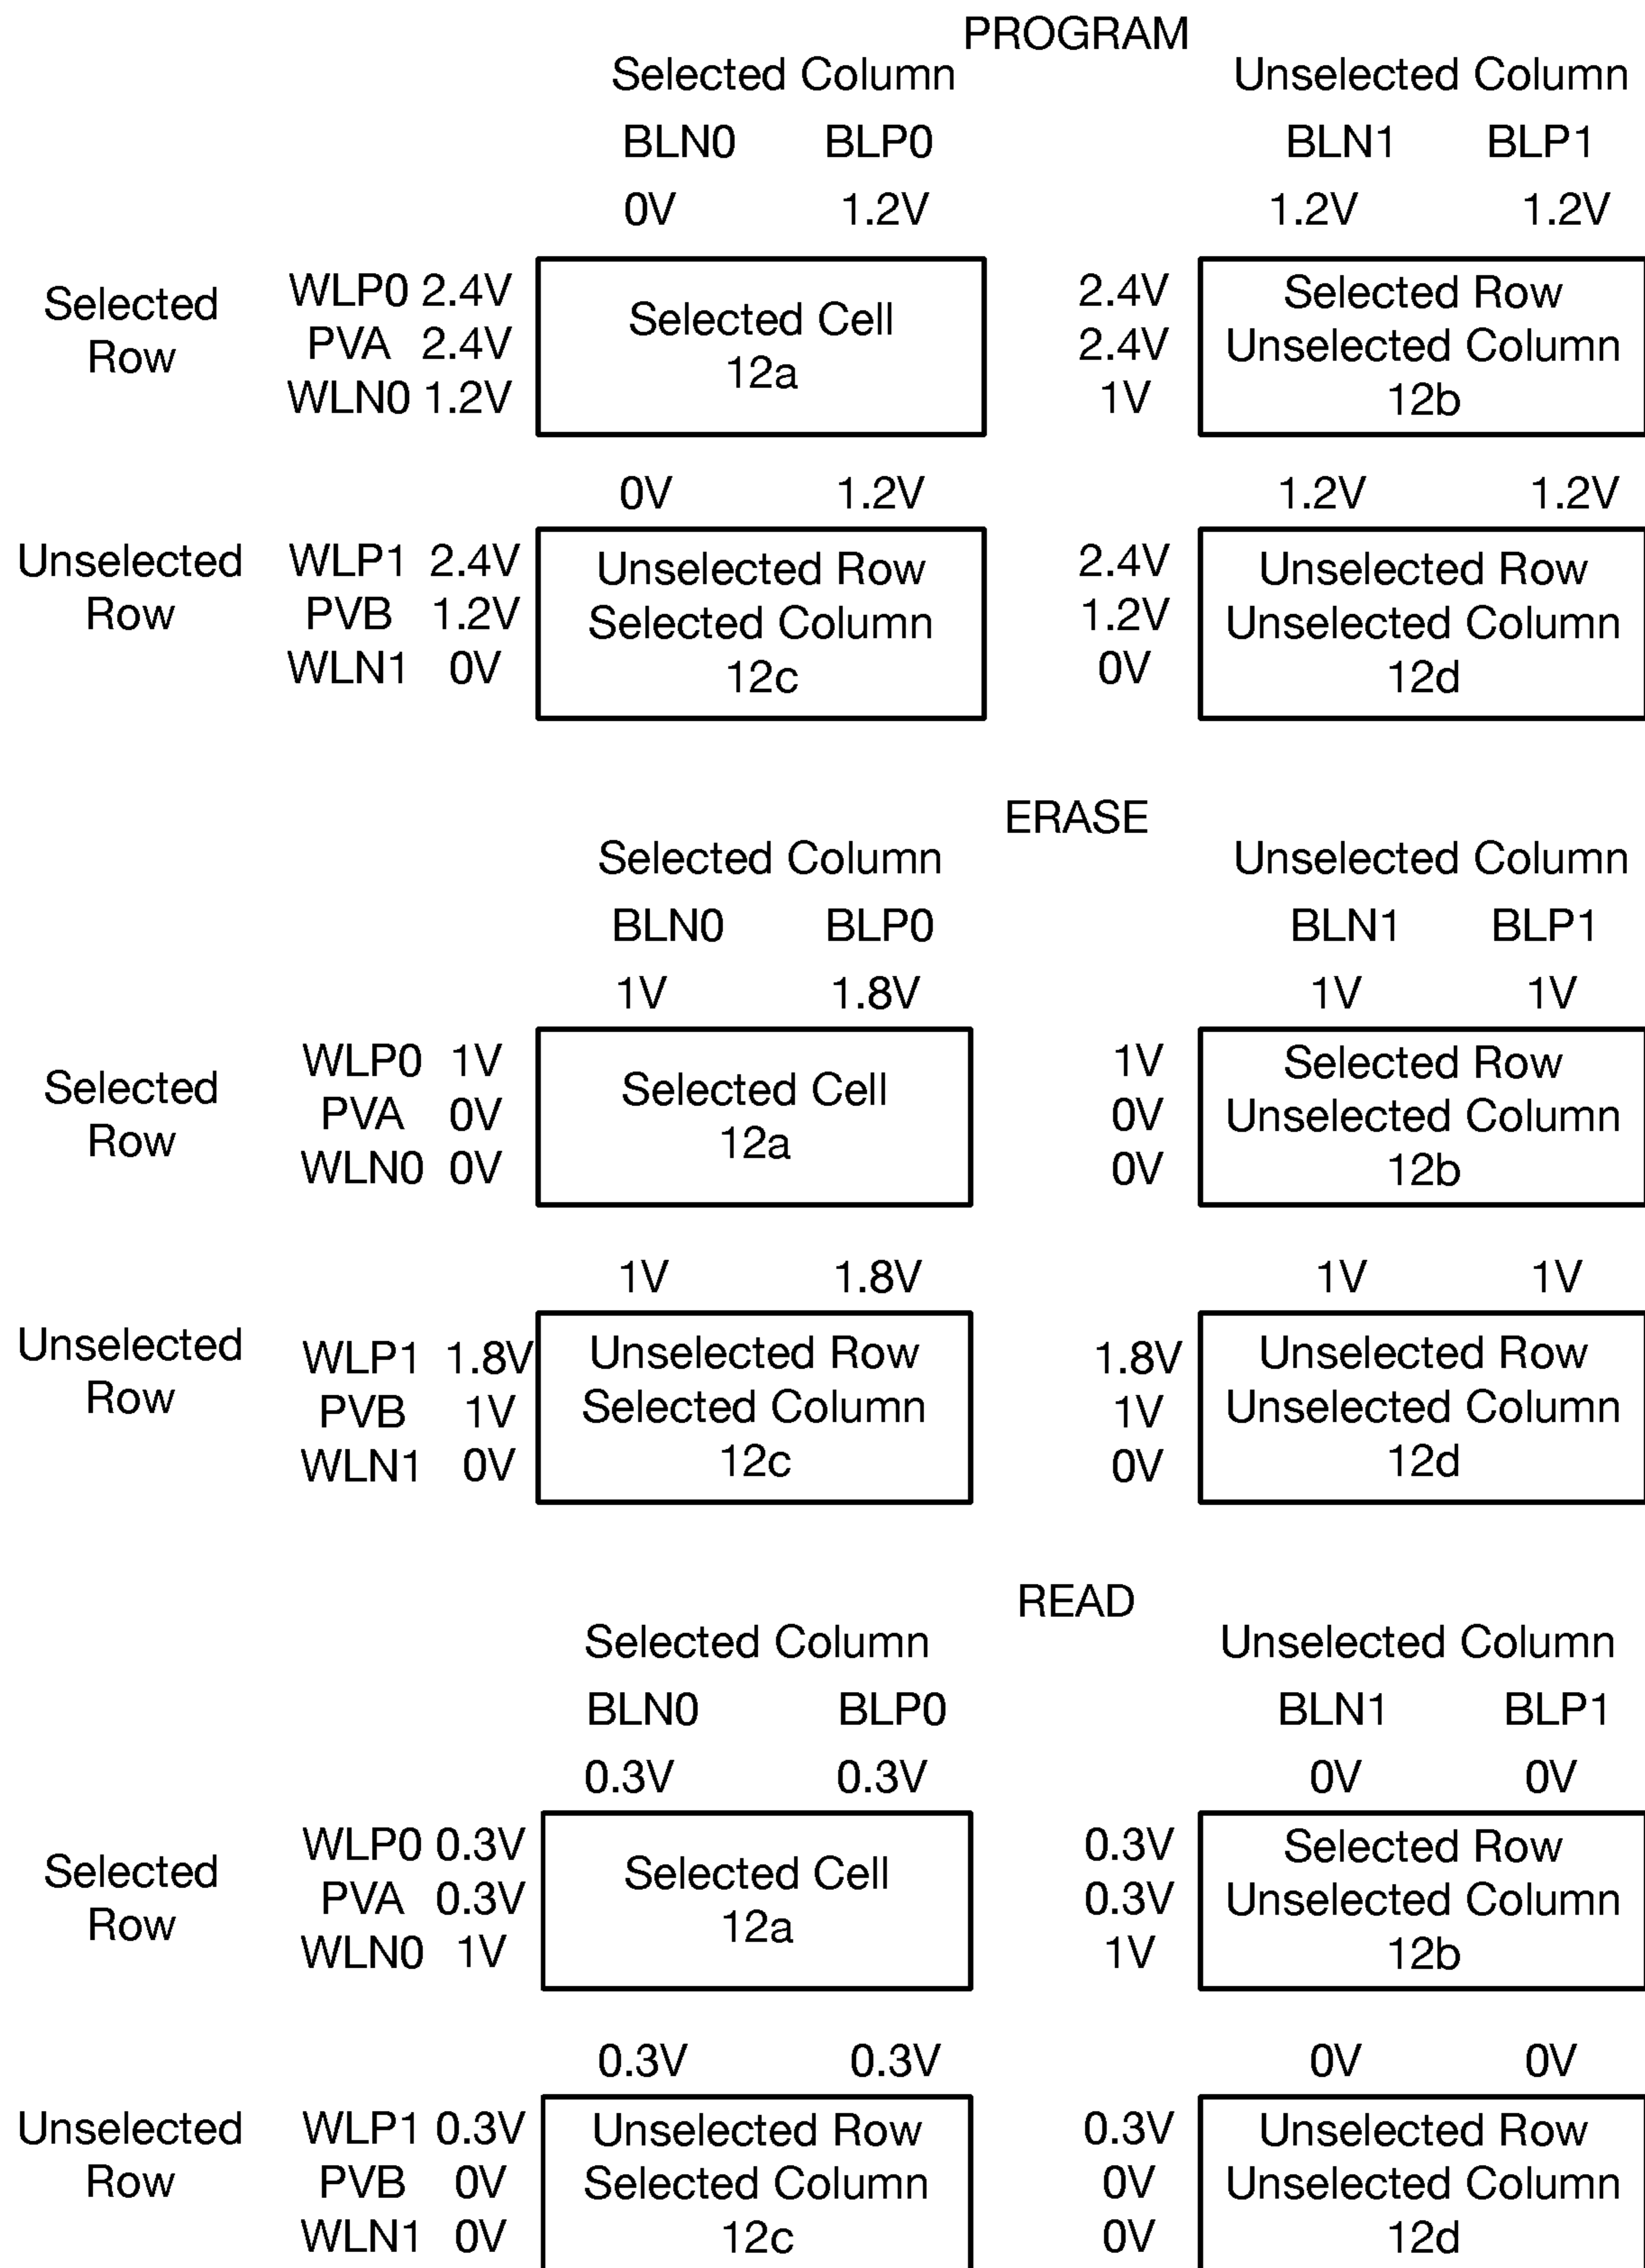 PROGRAM
Selected Column Unselected Column
BLN0 BLP0 BLN1 BLP1
0V 1.2V 1.2V 1.2V
Selected Row
WLP0 2.4V
PVA 2.4V
WLN0 1.2V
Selected Cell
12a
2.4V
2.4V
1V
Selected Row
Unselected Column
12b
0V 1.2V 1.2V 1.2V
Unselected Row
WLP1 2.4V
PVB 1.2V
WLN1 0V
Unselected Row
Selected Column
12c
2.4V
1.2V
0V
Unselected Row
Unselected Column
12d
ERASE
Selected Column Unselected Column
BLN0 BLP0 BLN1 BLP1
1V 1.8V 1V 1V
Selected Row
WLP0 1V
PVA 0V
WLN0 0V
Selected Cell
12a
1V
0V
0V
Selected Row
Unselected Column
12b
1V 1.8V 1V 1V
Unselected Row
WLP1 1.8V
PVB 1V
WLN1 0V
Unselected Row
Selected Column
12c
1.8V
1V
0V
Unselected Row
Unselected Column
12d
READ
Selected Column Unselected Column
BLN0 BLP0 BLN1 BLP1
0.3V 0.3V 0V 0V
Selected Row
WLP0 0.3V
PVA 0.3V
WLN0 1V
Selected Cell
12a
0.3V
0.3V
1V
Selected Row
Unselected Column
12b
0.3V 0.3V 0V 0V
Unselected Row
WLP1 0.3V
PVB 0V
WLN1 0V
Unselected Row
Selected Column
12c
0.3V
0V
0V
Unselected Row
Unselected Column
12d